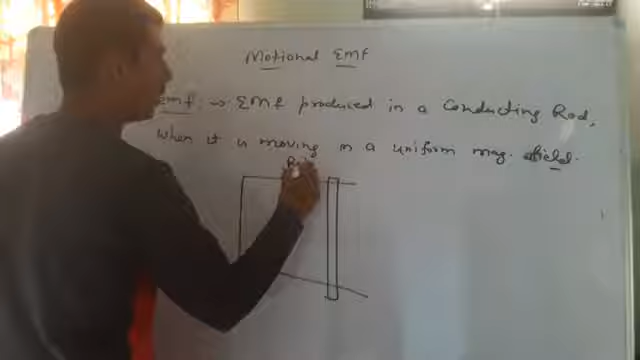 Motional EMF
EMF :→ EMF produced in a Conducting Rod,
When it is moving in a uniform mag. field.